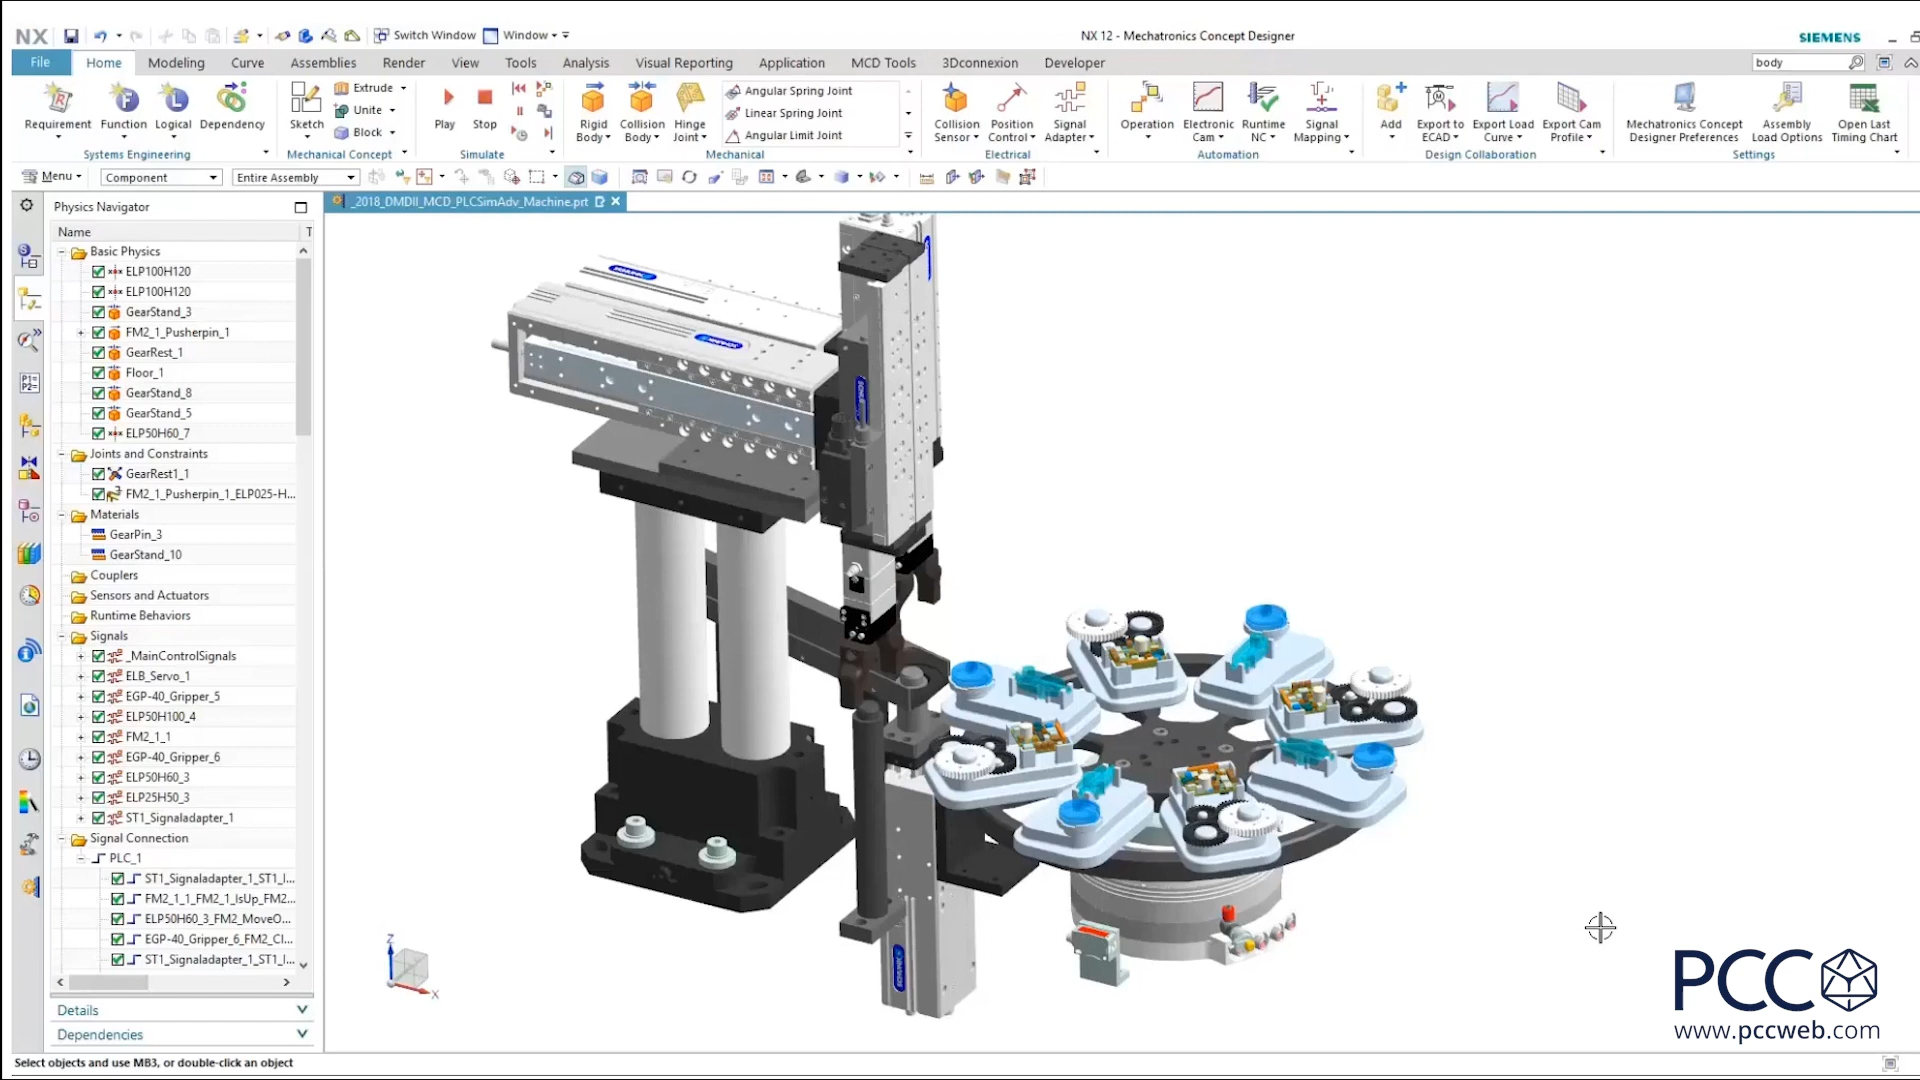 NX
Switch Window
Window
NX 12 - Mechatronics Concept Designer
SIEMENS
File
Home
Modeling
Curve
Assemblies
Render
View
Tools
Analysis
Visual Reporting
Application
MCD Tools
3Dconnexion
Developer
body
Requirement
Function
Logical
Dependency
Systems Engineering
Sketch
Extrude
Unite
Block
Mechanical Concept
Play
Stop
Simulate
Rigid Body
Collision Body
Hinge Joint
Angular Spring Joint
Linear Spring Joint
Angular Limit Joint
Mechanical
Collision Sensor
Position Control
Signal Adapter
Electrical
Operation
Electronic Cam
Runtime NC
Signal Mapping
Automation
Add
Export to ECAD
Export Load Curve
Export Cam Profile
Design Collaboration
Mechatronics Concept Designer Preferences
Assembly Load Options
Open Last Timing Chart
Settings
Menu
Component
Entire Assembly
Physics Navigator
_2018_DMDII_MCD_PLCSimAdv_Machine.prt
Name
T
Basic Physics
ELP100H120
ELP100H120
GearStand_3
FM2_1_Pusherpin_1
GearRest_1
Floor_1
GearStand_8
GearStand_5
ELP50H60_7
Joints and Constraints
GearRest1_1
FM2_1_Pusherpin_1_ELP025-H...
Materials
GearPin_3
GearStand_10
Couplers
Sensors and Actuators
Runtime Behaviors
Signals
_MainControlSignals
ELB_Servo_1
EGP-40_Gripper_5
ELP50H100_4
FM2_1_1
EGP-40_Gripper_6
ELP50H60_3
ELP25H50_3
ST1_Signaladapter_1
Signal Connection
PLC_1
ST1_Signaladapter_1_ST1_I...
FM2_1_1_FM2_1_IsUp_FM2...
ELP50H60_3_FM2_MoveO...
EGP-40_Gripper_6_FM2_Cl...
ST1_Signaladapter_1_ST1_I...
Details
Dependencies
Select objects and use MB3, or double-click an object
Z
X
PCC
www.pccweb.com